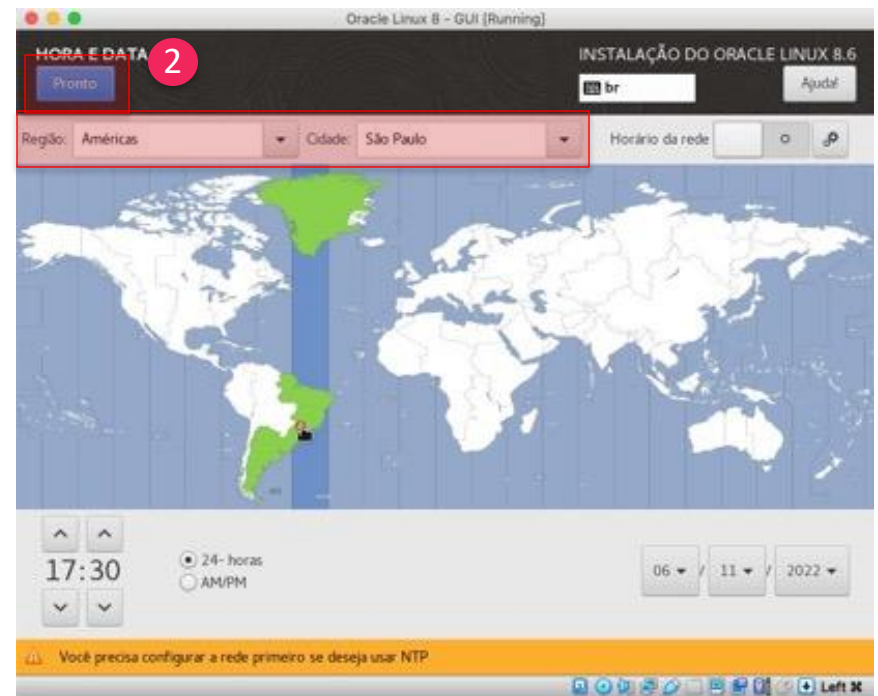 Oracle Linux 8 - GUI [Running]
HORA E DATA
2
INSTALAÇÃO DO ORACLE LINUX 8.6
Pronto
br
Ajuda!
Região: Américas Cidade: São Paulo Horário da rede
17:30
24- horas
AM/PM
06 / 11 / 2022
Você precisa configurar a rede primeiro se deseja usar NTP
Left ⌘